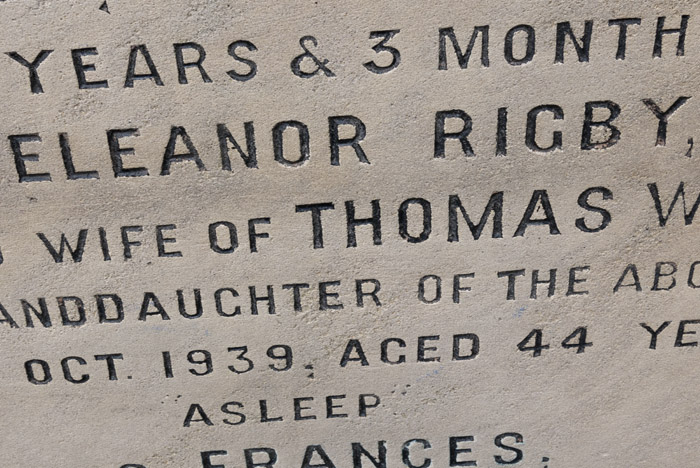 YEARS & 3 MONTH
ELEANOR RIGBY,
WIFE OF THOMAS W
ANDDAUGHTER OF THE ABO
OCT. 1939, AGED 44 YE
ASLEEP
FRANCES.